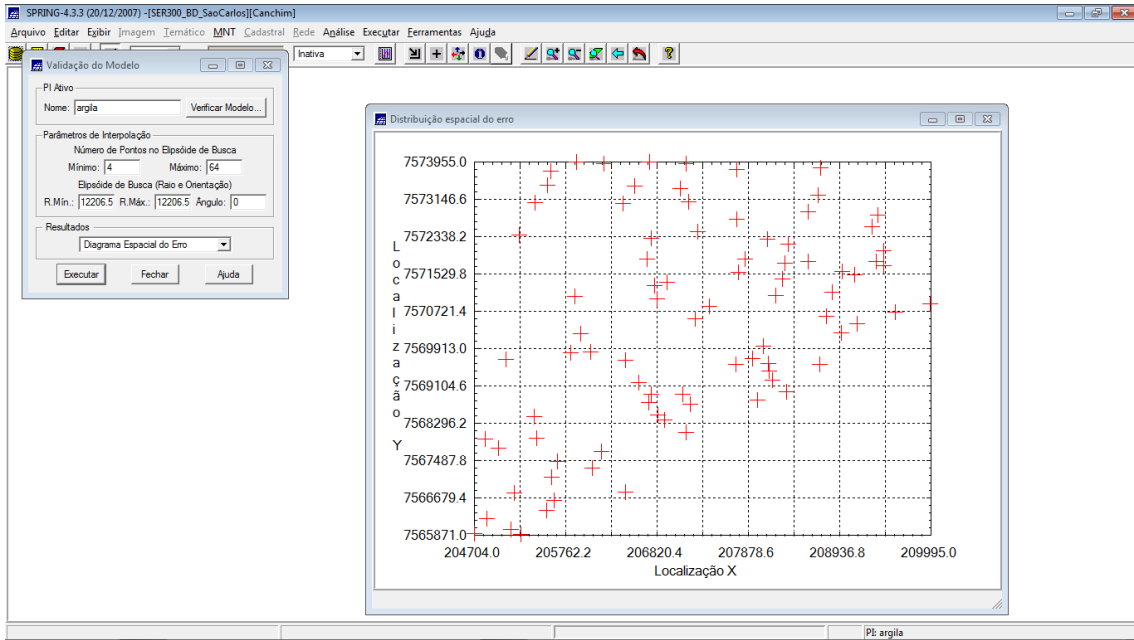 SPRING-4.3.3 (20/12/2007) -[SER300_BD_SaoCarlos][Canchim]
Arquivo Editar Exibir Imagem Temático MNT Cadastral Rede Análise Executar Ferramentas Ajuda
Inativa
Validação do Modelo
PI Ativo
Nome: argila Verificar Modelo...
Parâmetros de Interpolação
Número de Pontos no Elipsóide de Busca
Mínimo: 4 Máximo: 64
Elipsóide de Busca (Raio e Orientação)
R.Mín.: 12206.5 R.Máx.: 12206.5 Ângulo: 0
Resultados
Diagrama Espacial do Erro
Executar Fechar Ajuda
Distribuição espacial do erro
Localização Y
7573955.0
7573146.6
7572338.2
7571529.8
7570721.4
7569913.0
7569104.6
7568296.2
7567487.8
7566679.4
7565871.0
204704.0 205762.2 206820.4 207878.6 208936.8 209995.0
Localização X
PI: argila